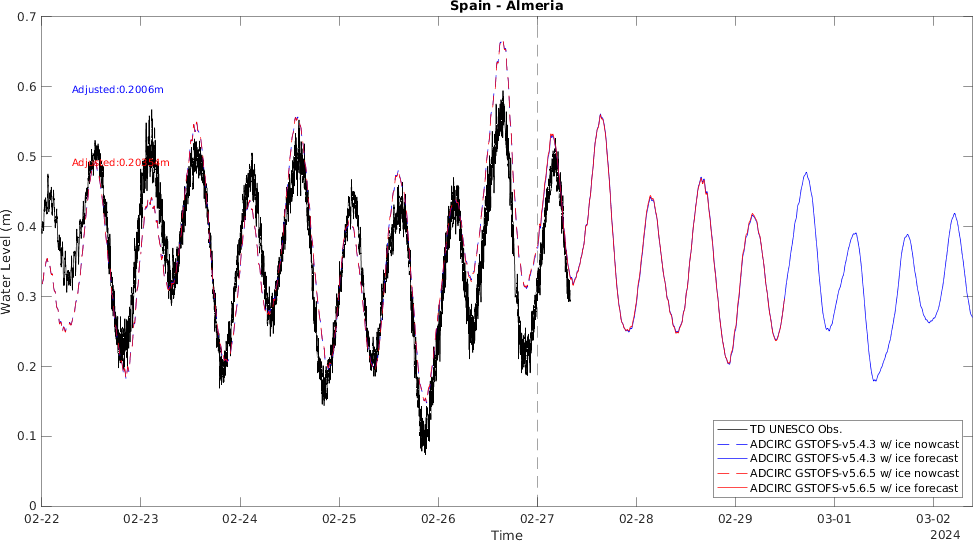 Spain - Almeria
0.7
0.6
0.5
0.4
0.3
0.2
0.1
0
Water Level (m)
Adjusted:0.2006m
02-22
02-23
02-24
02-25
02-26
02-27
02-28
02-29
03-01
03-02
2024
Time
TD UNESCO Obs.
ADCIRC GSTOFS-v5.4.3 w/ ice nowcast
ADCIRC GSTOFS-v5.4.3 w/ ice forecast
ADCIRC GSTOFS-v5.6.5 w/ ice nowcast
ADCIRC GSTOFS-v5.6.5 w/ ice forecast